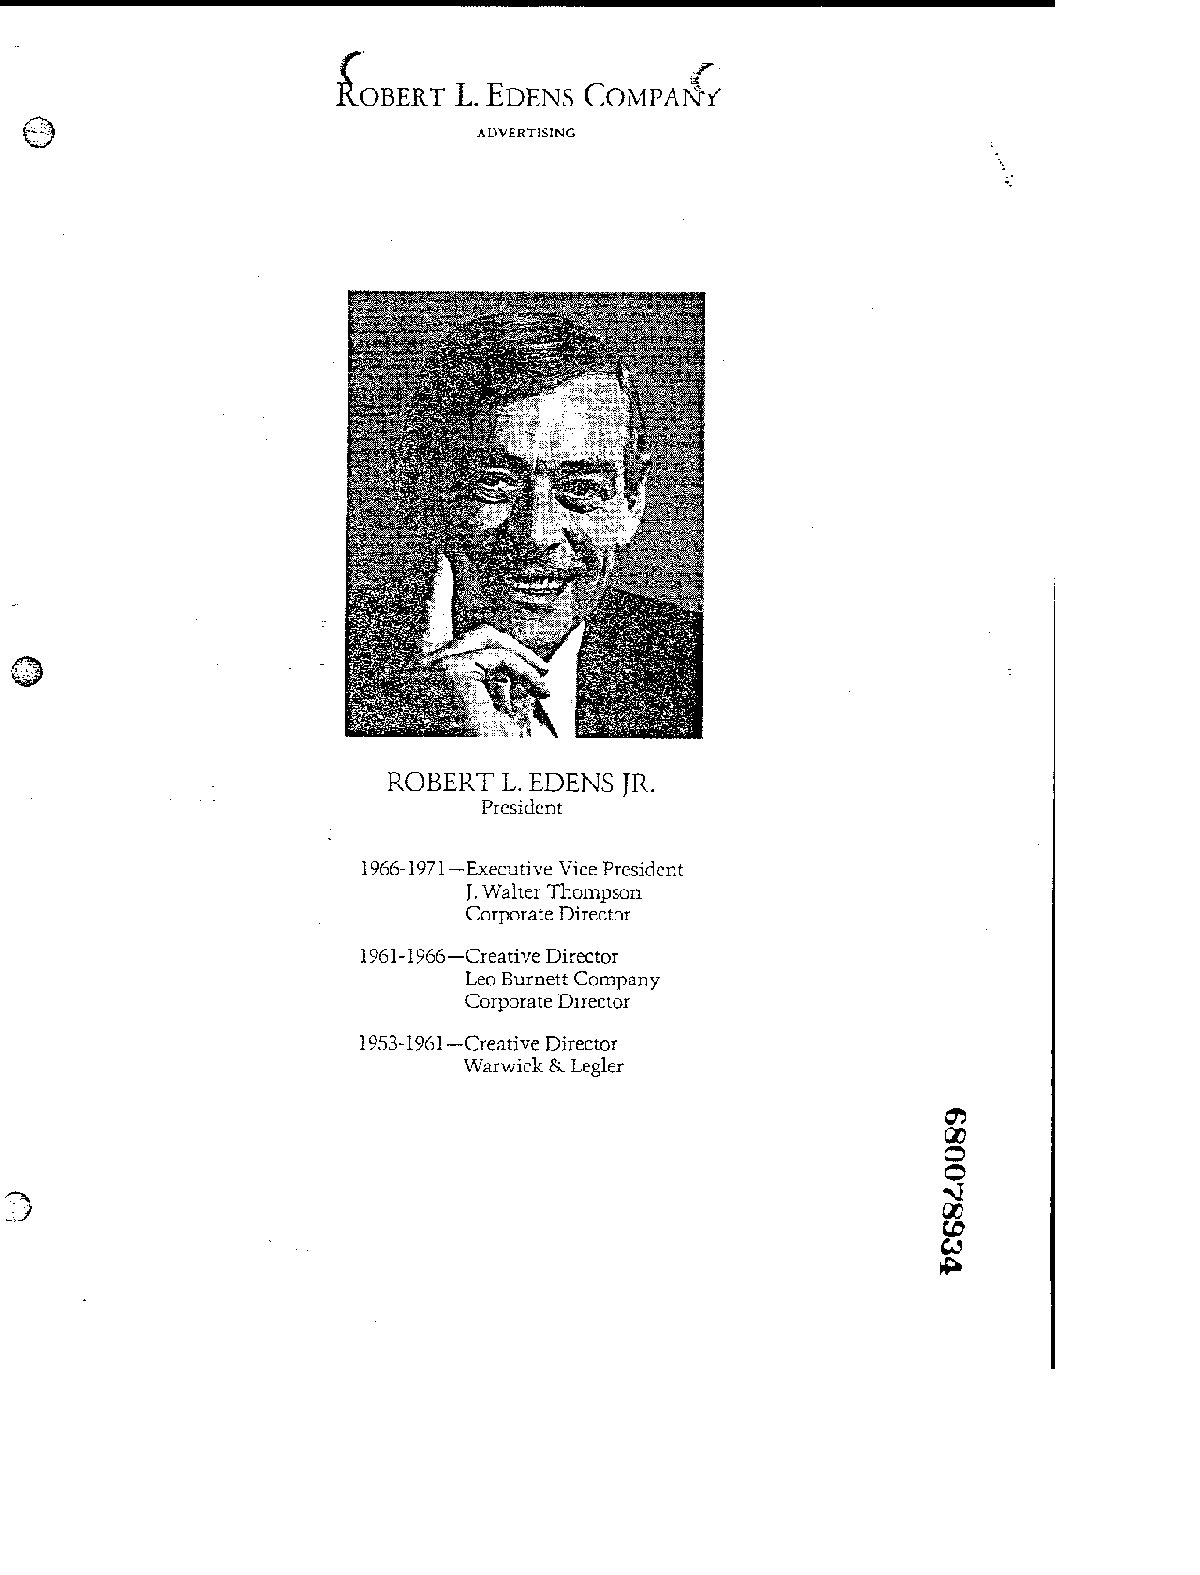 ROBERT L. EDENS COMPANY
ADVERTISING
ROBERT L. EDENS JR.
President
1966-1971—Executive Vice President
J. Walter Thompson
Corporate Director
1961-1966—Creative Director
Leo Burnett Company
Corporate Director
1953-1961—Creative Director
Warwick & Legler
680078934